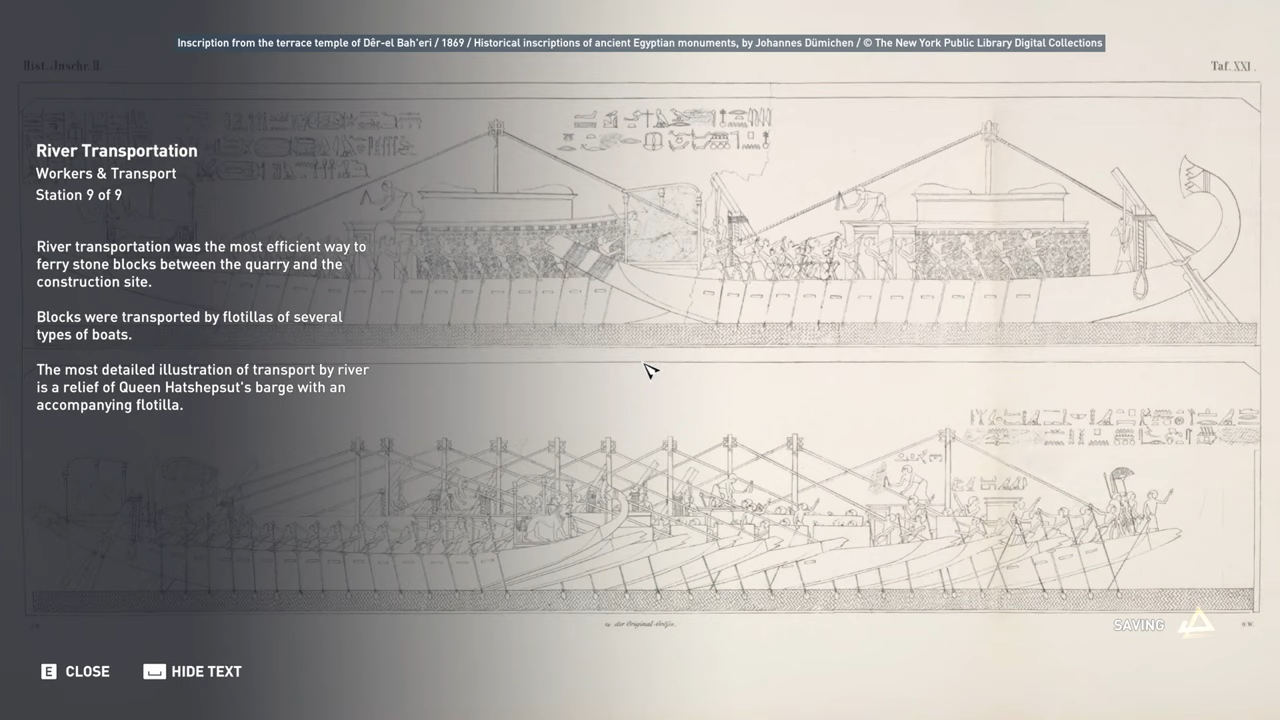 Inscription from the terrace temple of Dêr-el Bah'eri / 1869 / Historical inscriptions of ancient Egyptian monuments, by Johannes Dümichen / © The New York Public Library Digital Collections
Hist. Inschr. II.
Taf. XXI.
River Transportation
Workers & Transport
Station 9 of 9
River transportation was the most efficient way to
ferry stone blocks between the quarry and the
construction site.
Blocks were transported by flotillas of several
types of boats.
The most detailed illustration of transport by river
is a relief of Queen Hatshepsut's barge with an
accompanying flotilla.
der Original-Größe.
SAVING
E CLOSE
HIDE TEXT